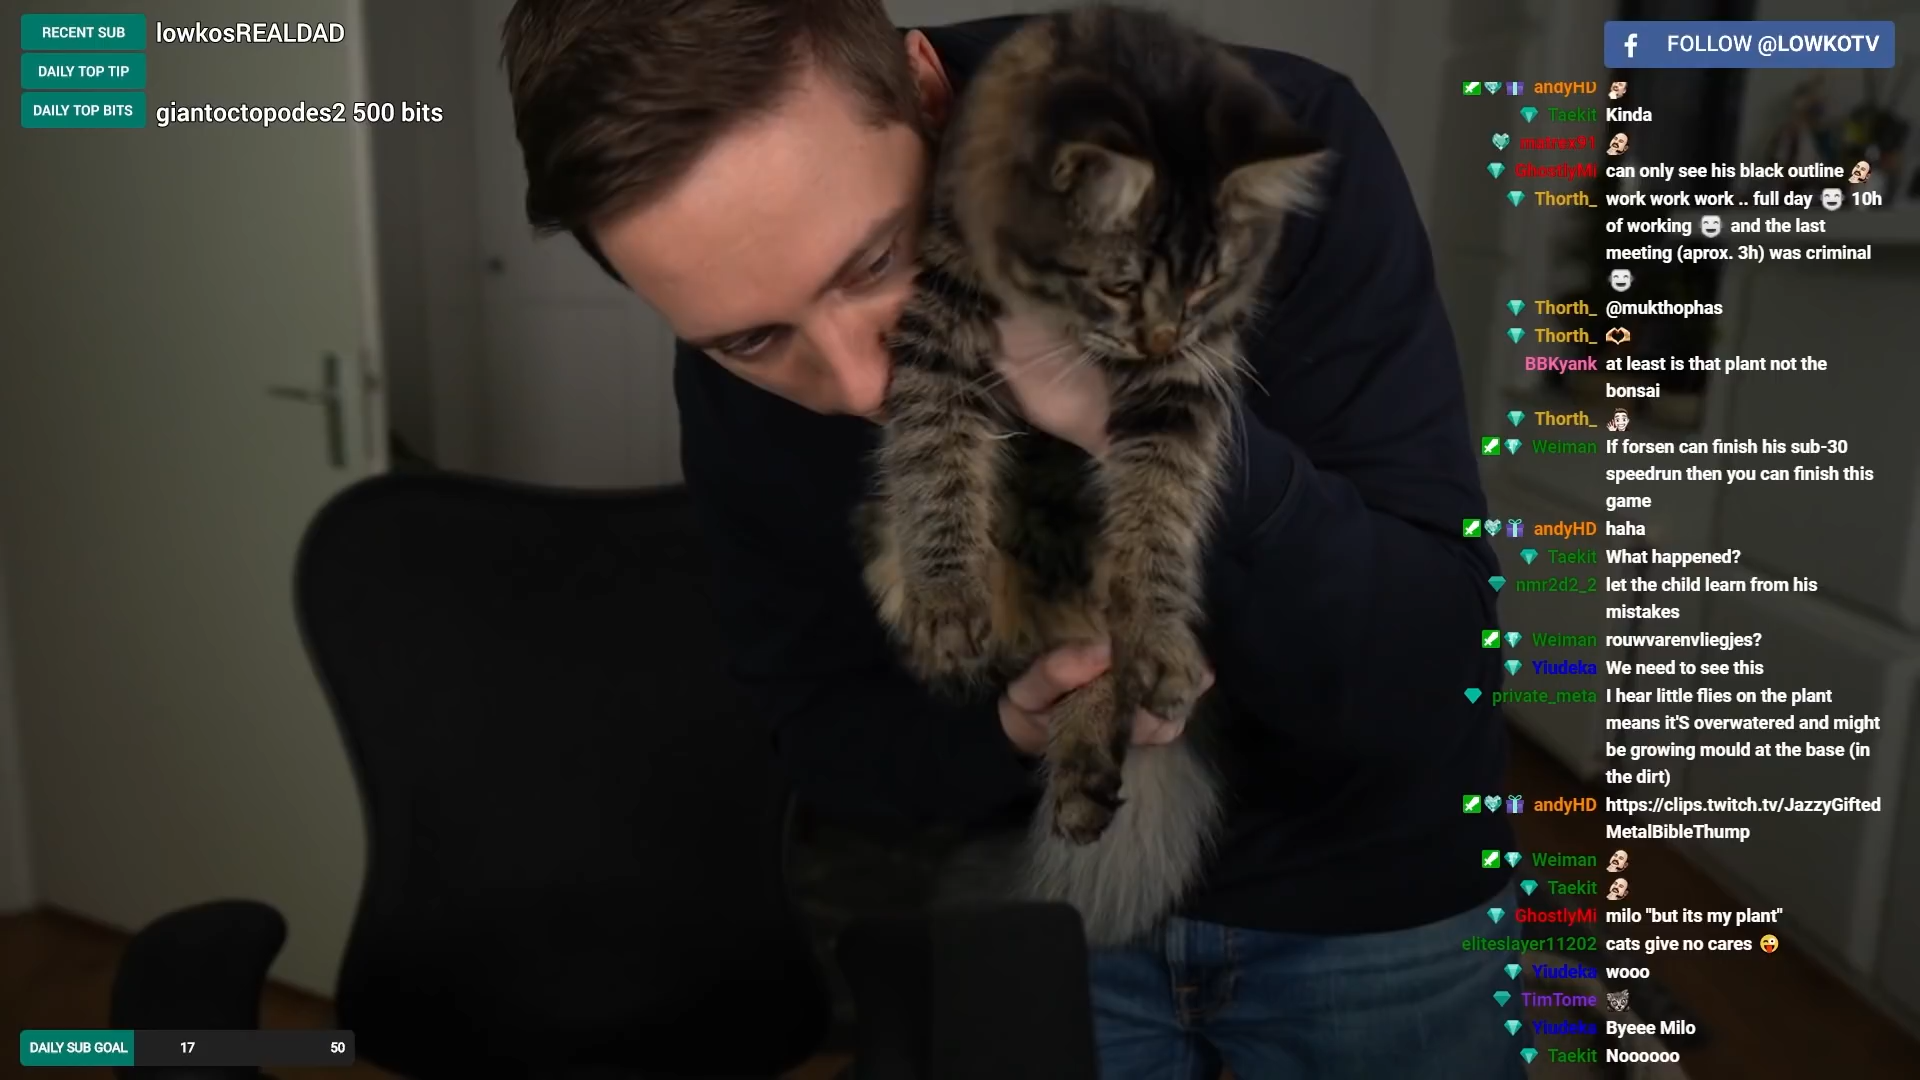 RECENT SUB lowkosREALDAD
DAILY TOP TIP
DAILY TOP BITS giantoctopodes2 500 bits
FOLLOW @LOWKOTV
andyHD
Taekit Kinda
matrex91
GhostlyMi can only see his black outline
Thorth_ work work work .. full day 10h
of working and the last
meeting (aprox. 3h) was criminal
Thorth_ @mukthophas
Thorth_
BBKyank at least is that plant not the
bonsai
Thorth_
Weiman If forsen can finish his sub-30
speedrun then you can finish this
game
andyHD haha
Taekit What happened?
nmr2d2_2 let the child learn from his
mistakes
Weiman rouwvarenvliegjes?
Yiudeka We need to see this
private_meta I hear little flies on the plant
means it'S overwatered and might
be growing mould at the base (in
the dirt)
andyHD https://clips.twitch.tv/JazzyGifted
MetalBibleThump
Weiman
Taekit
GhostlyMi milo "but its my plant"
eliteslayer11202 cats give no cares
Yiudeka wooo
TimTome
Yiudeka Byeee Milo
Taekit Noooooo
DAILY SUB GOAL 17 50